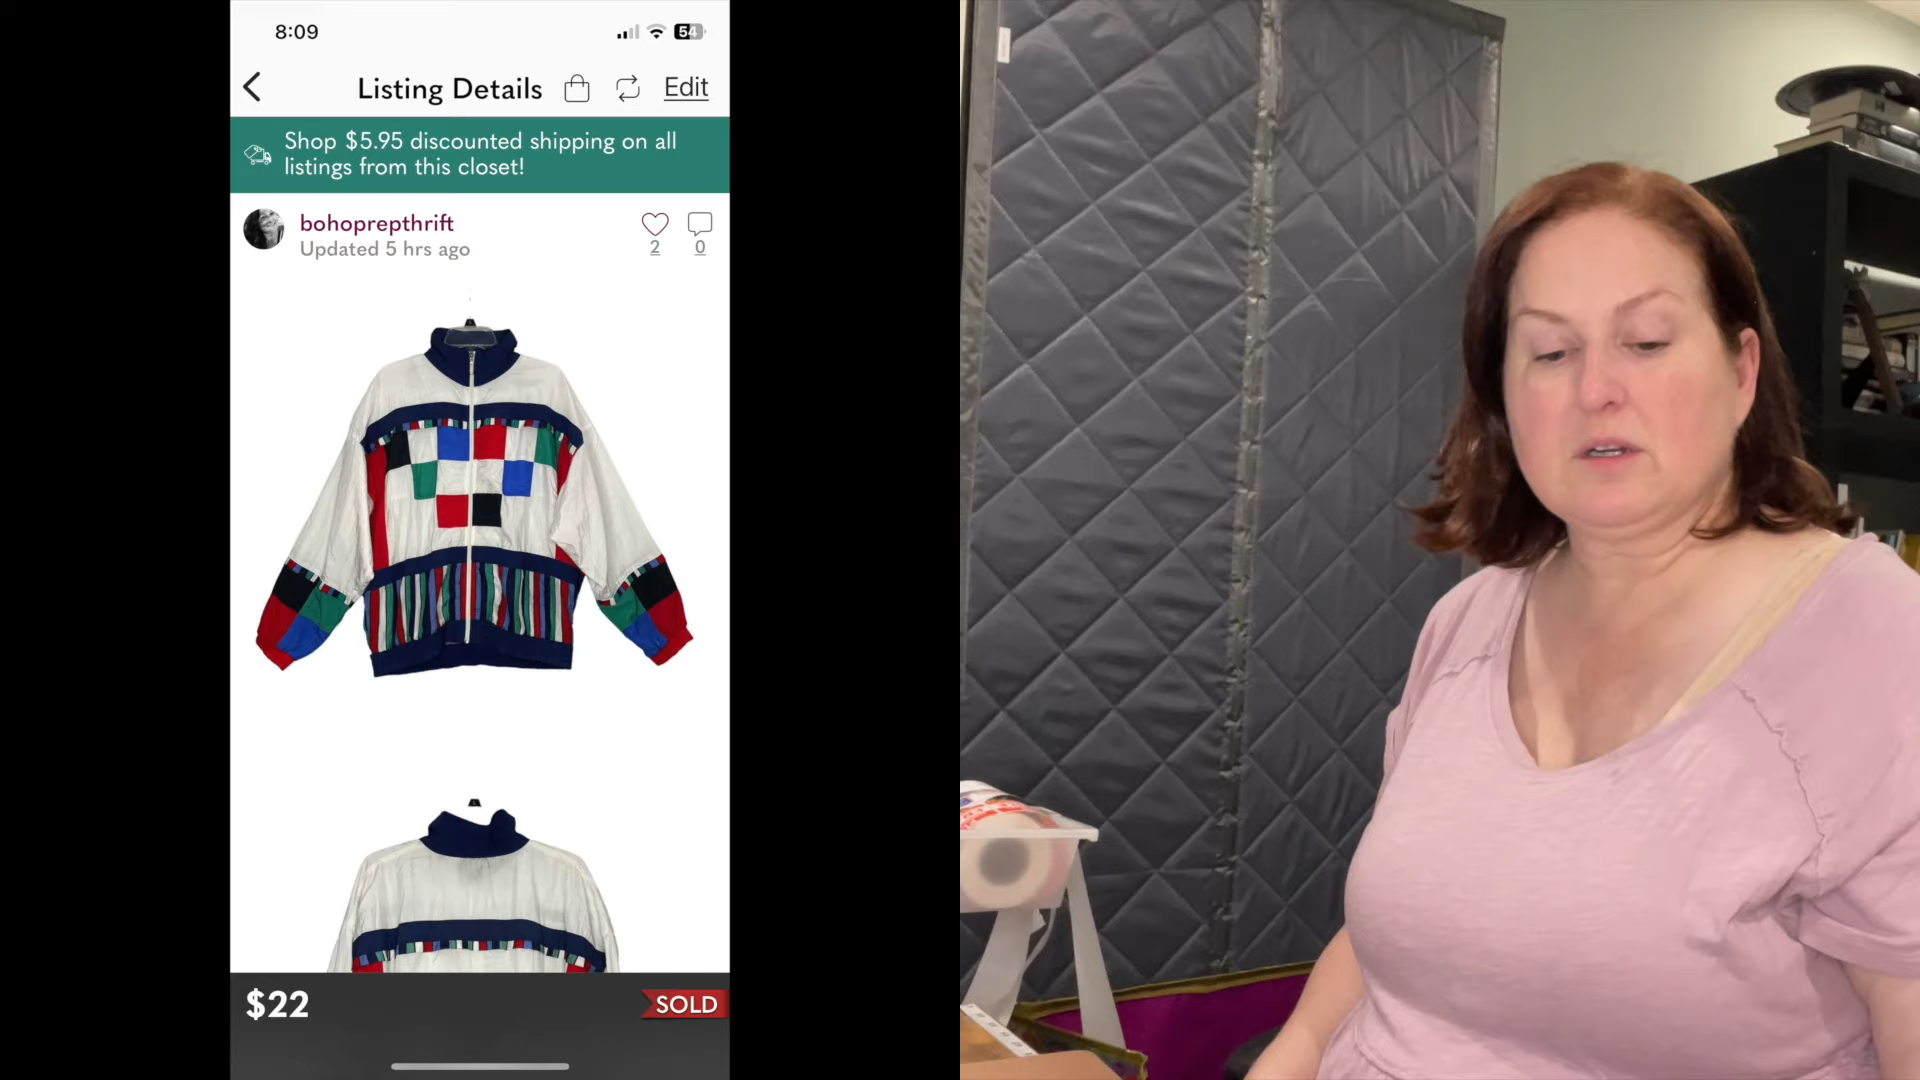 8:09
54
Listing Details
Edit
Shop $5.95 discounted shipping on all
listings from this closet!
bohoprepthrift
Updated 5 hrs ago
2
0
$22
SOLD